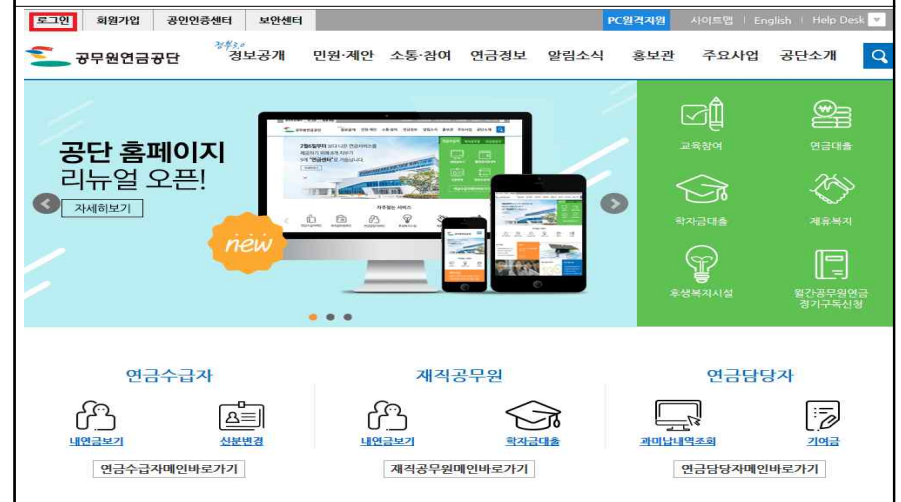 로그인 회원가입 공인인증센터 보안센터 PC원격지원 사이트맵 English Help Desk
공무원연금공단 정부3.0 정보공개 민원·제안 소통·참여 연금정보 알림소식 홍보관 주요사업 공단소개
공단 홈페이지
리뉴얼 오픈!
자세히보기
new
교육참여 연금대출
학자금대출 제휴복지
후생복지시설 월간공무원연금
정기구독신청
연금수급자 재직공무원 연금담당자
내연금보기 신분변경 내연금보기 학자금대출 과미납내역조회 기여금
연금수급자메인바로가기 재직공무원메인바로가기 연금담당자메인바로가기